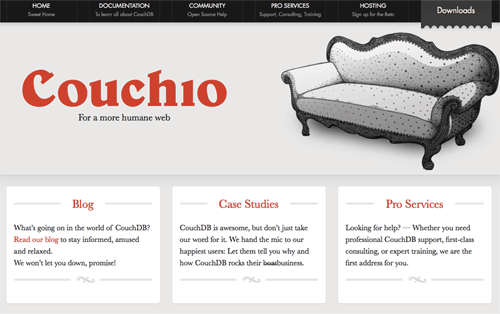 HOME DOCUMENTATION COMMUNITY PRO SERVICES HOSTING Downloads
Sweet Home To learn all about CouchDB Open Source Help Support, Consulting, Training Sign up for the Beta
Couchio
For a more humane web
Blog
What's going on in the world of CouchDB?
Read our blog to stay informed, amused
and relaxed.
We won't let you down, promise!
Case Studies
CouchDB is awesome, but don't just take
our word for it. We hand the mic to our
happiest users: Let them tell you why and
how CouchDB rocks their boatbusiness.
Pro Services
Looking for help? — Whether you need
professional CouchDB support, first-class
consulting, or expert training, we are the
first address for you.